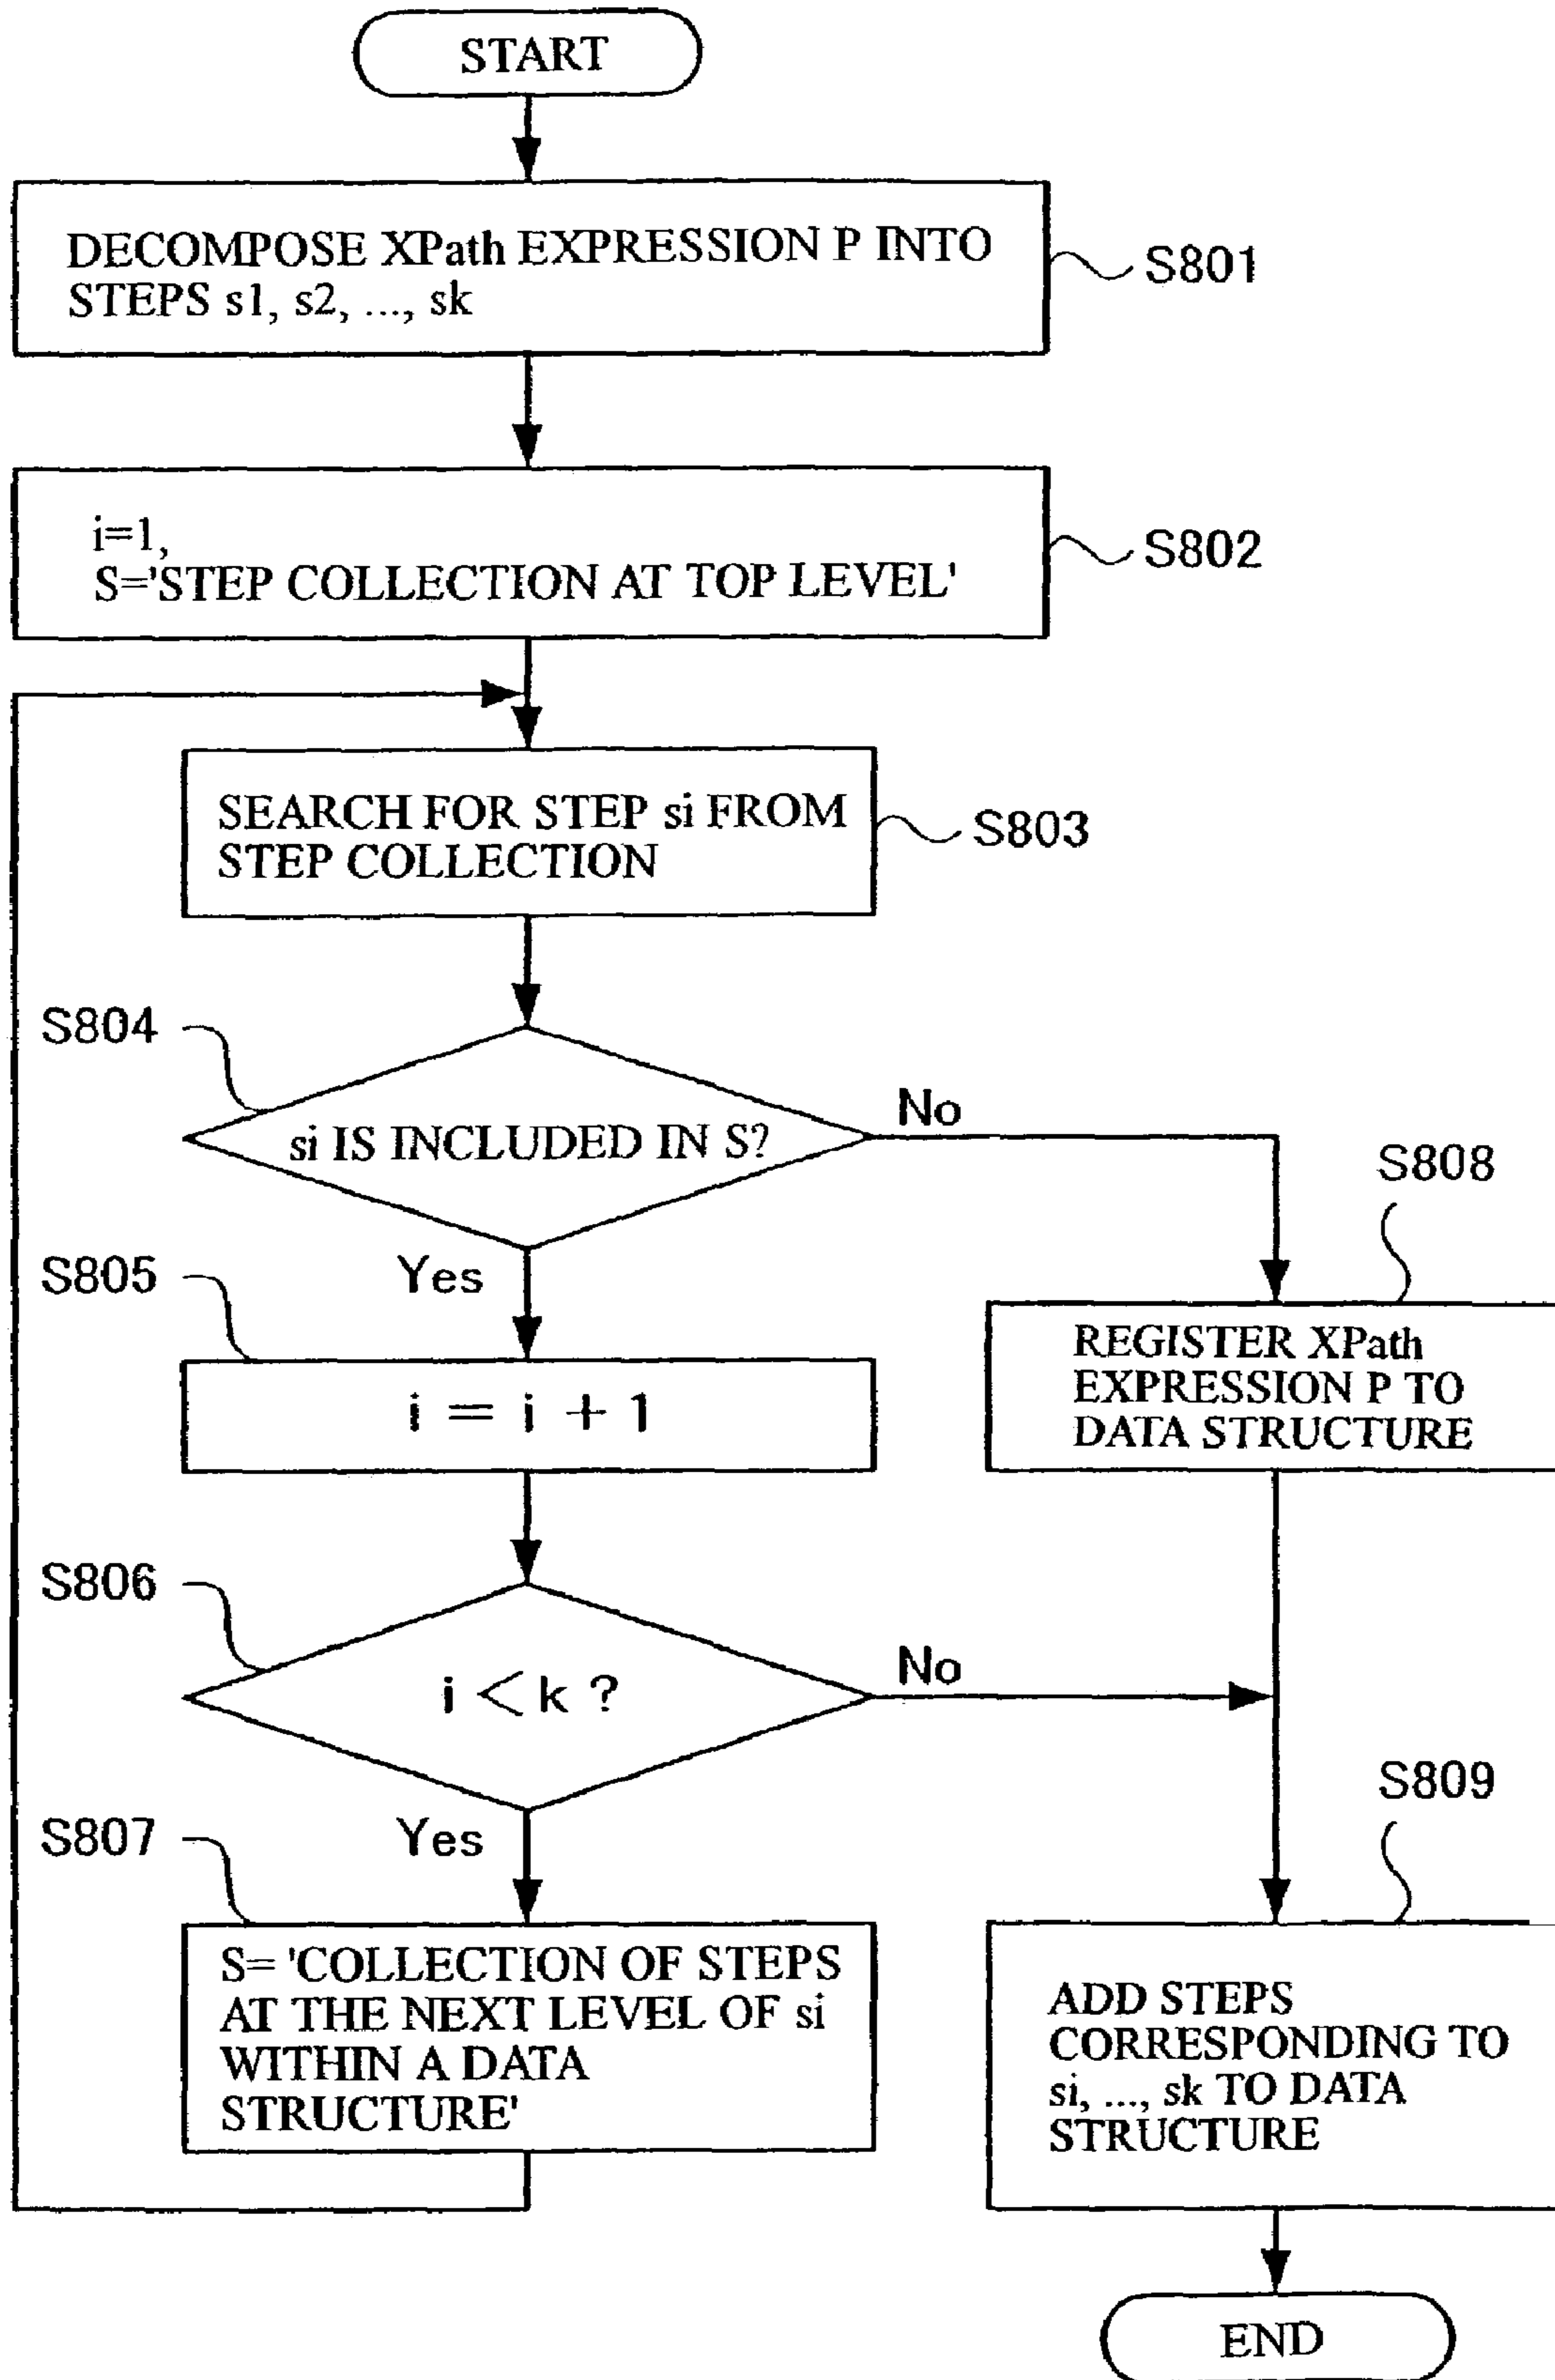 START
DECOMPOSE XPath EXPRESSION P INTO
STEPS s1, s2, ..., sk
S801
i=1,
S='STEP COLLECTION AT TOP LEVEL'
S802
SEARCH FOR STEP si FROM
STEP COLLECTION
S803
S804
si IS INCLUDED IN S?
No
Yes
S805
i = i + 1
S808
REGISTER XPath
EXPRESSION P TO
DATA STRUCTURE
S806
i < k ?
No
Yes
S807
S= 'COLLECTION OF STEPS
AT THE NEXT LEVEL OF si
WITHIN A DATA
STRUCTURE'
S809
ADD STEPS
CORRESPONDING TO
si, ..., sk TO DATA
STRUCTURE
END